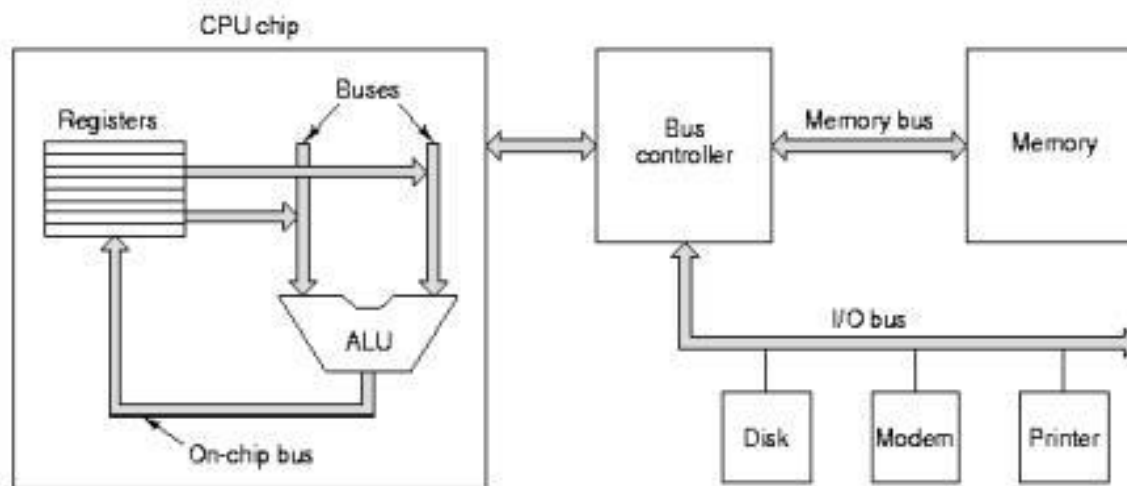 CPU chip
Buses
Registers
ALU
On-chip bus
Bus
controller
Memory bus
Memory
I/O bus
Disk
Modem
Printer